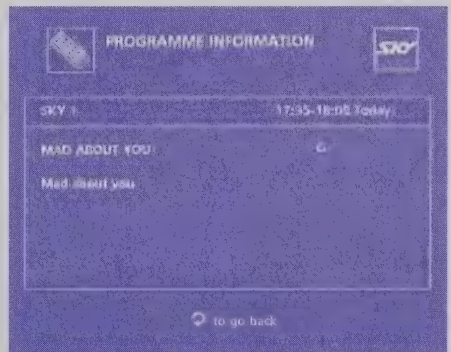 PROGRAMME INFORMATION
sky
SKY 1 17:35-18:00 Today
MAD ABOUT YOU
Mad about you
to go back